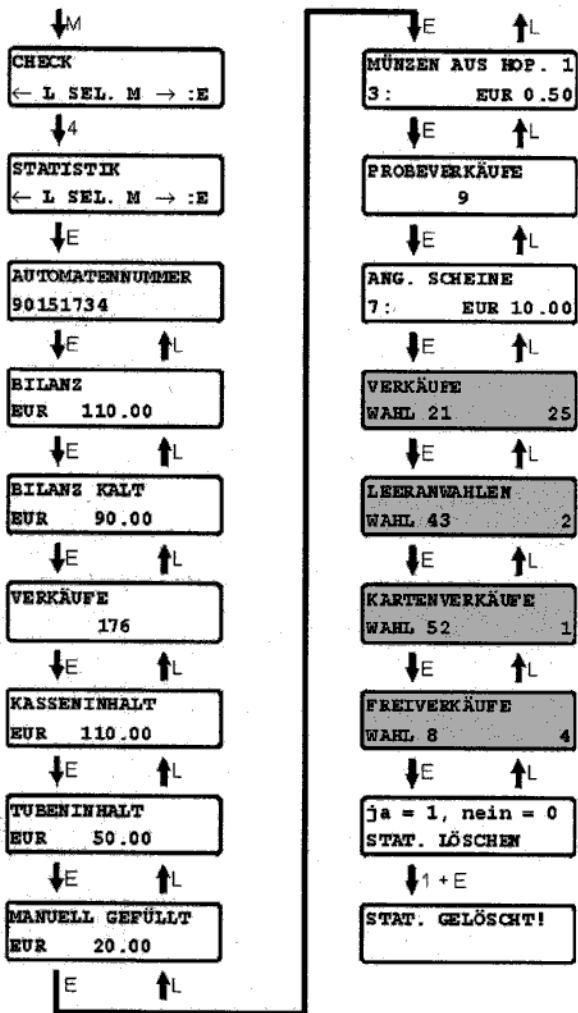 M
CHECK
← L SEL. M → :E
4
STATISTIK
← L SEL. M → :E
E
AUTOMATENNUMMER
90151734
E L
BILANZ
EUR 110.00
E L
BILANZ KALT
EUR 90.00
E L
VERKÄUFE
176
E L
KASSENINHALT
EUR 110.00
E L
TUBENINHALT
EUR 50.00
E L
MANUELL GEFÜLLT
EUR 20.00
E L
E L
MÜNZEN AUS HOP. 1
3: EUR 0.50
E L
PROBEVERKÄUFE
9
E L
ANG. SCHEINE
7: EUR 10.00
E L
VERKÄUFE
WAHL 21 25
E L
LEERANWAHLEN
WAHL 43 2
E L
KARTENVERKÄUFE
WAHL 52 1
E L
FREIVERKÄUFE
WAHL 8 4
E L
ja = 1, nein = 0
STAT. LÖSCHEN
1 + E
STAT. GELÖSCHT!